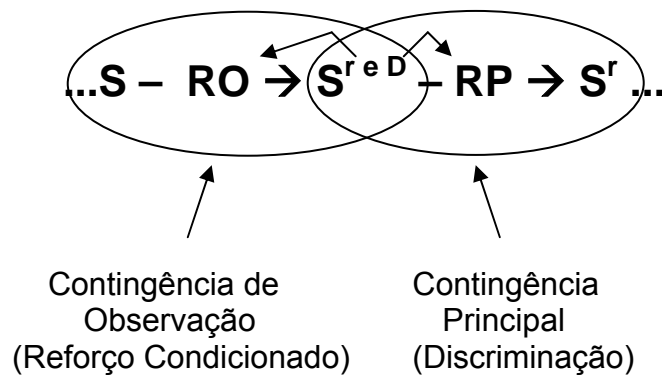 ...S – RO → S^r e D – RP → S^r ...
Contingência de Observação
(Reforço Condicionado)
Contingência Principal
(Discriminação)